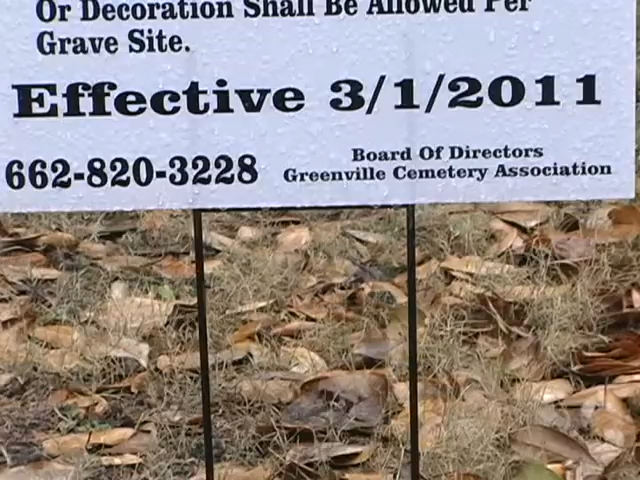 Or Decoration Shall Be Allowed Per
Grave Site.
Effective 3/1/2011
662-820-3228
Board Of Directors
Greenville Cemetery Association